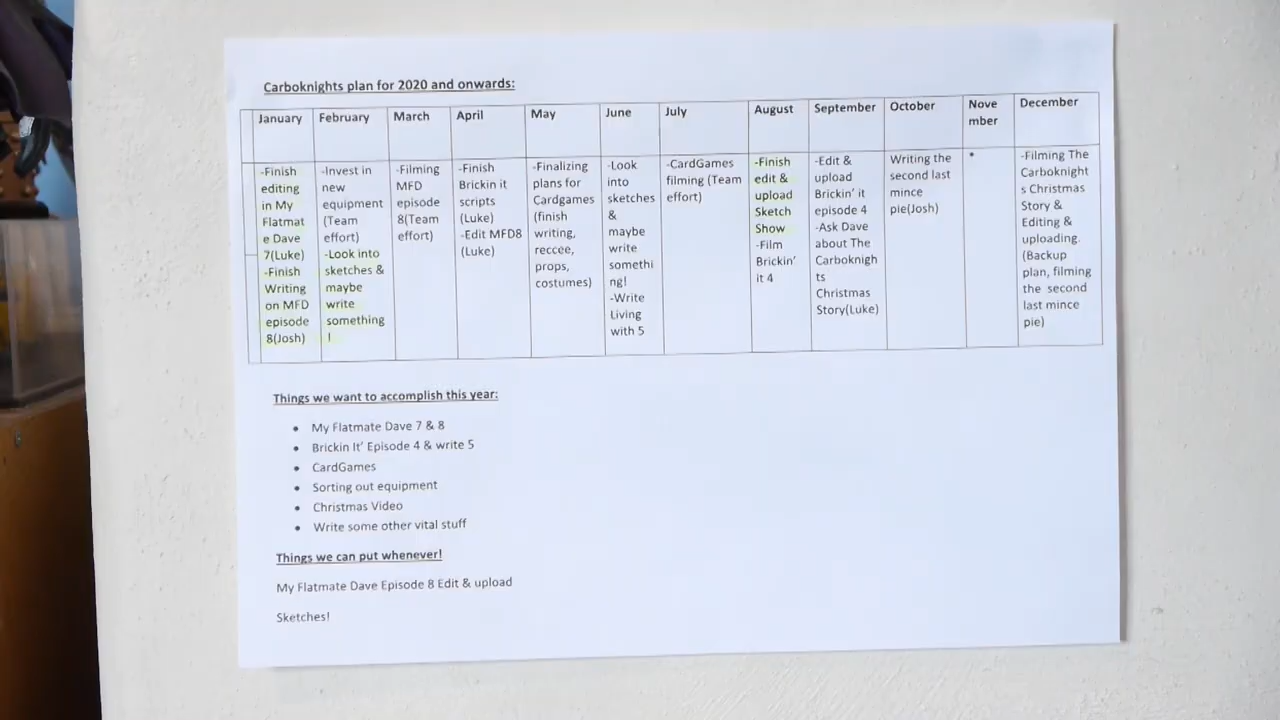 Carboknights plan for 2020 and onwards:
January
-Finish
editing
in My
Flatmat
e Dave
7(Luke)
-Finish
Writing
on MFD
episode
8(Josh)
February
-Invest in
new
equipment
(Team
effort)
-Look into
sketches &
maybe
write
something
!
March
-Filming
MFD
episode
8(Team
effort)
April
-Finish
Brickin it
scripts
(Luke)
-Edit MFD8
(Luke)
May
-Finalizing
plans for
Cardgames
(finish
writing,
reccee,
props,
costumes)
June
-Look
into
sketches
&
maybe
write
somethi
ng!
-Write
Living
with 5
July
-CardGames
filming (Team
effort)
August
-Finish
edit &
upload
Sketch
Show
-Film
Brickin'
it 4
September
-Edit &
upload
Brickin' it
episode 4
-Ask Dave
about The
Carboknigh
ts
Christmas
Story(Luke)
October
Writing the
second last
mince
pie(Josh)
Nove
mber
*
December
-Filming The
Carboknight
s Christmas
Story &
Editing &
uploading.
(Backup
plan, filming
the second
last mince
pie)
Things we want to accomplish this year:
• My Flatmate Dave 7 & 8
• Brickin It' Episode 4 & write 5
• CardGames
• Sorting out equipment
• Christmas Video
• Write some other vital stuff
Things we can put whenever!
My Flatmate Dave Episode 8 Edit & upload
Sketches!